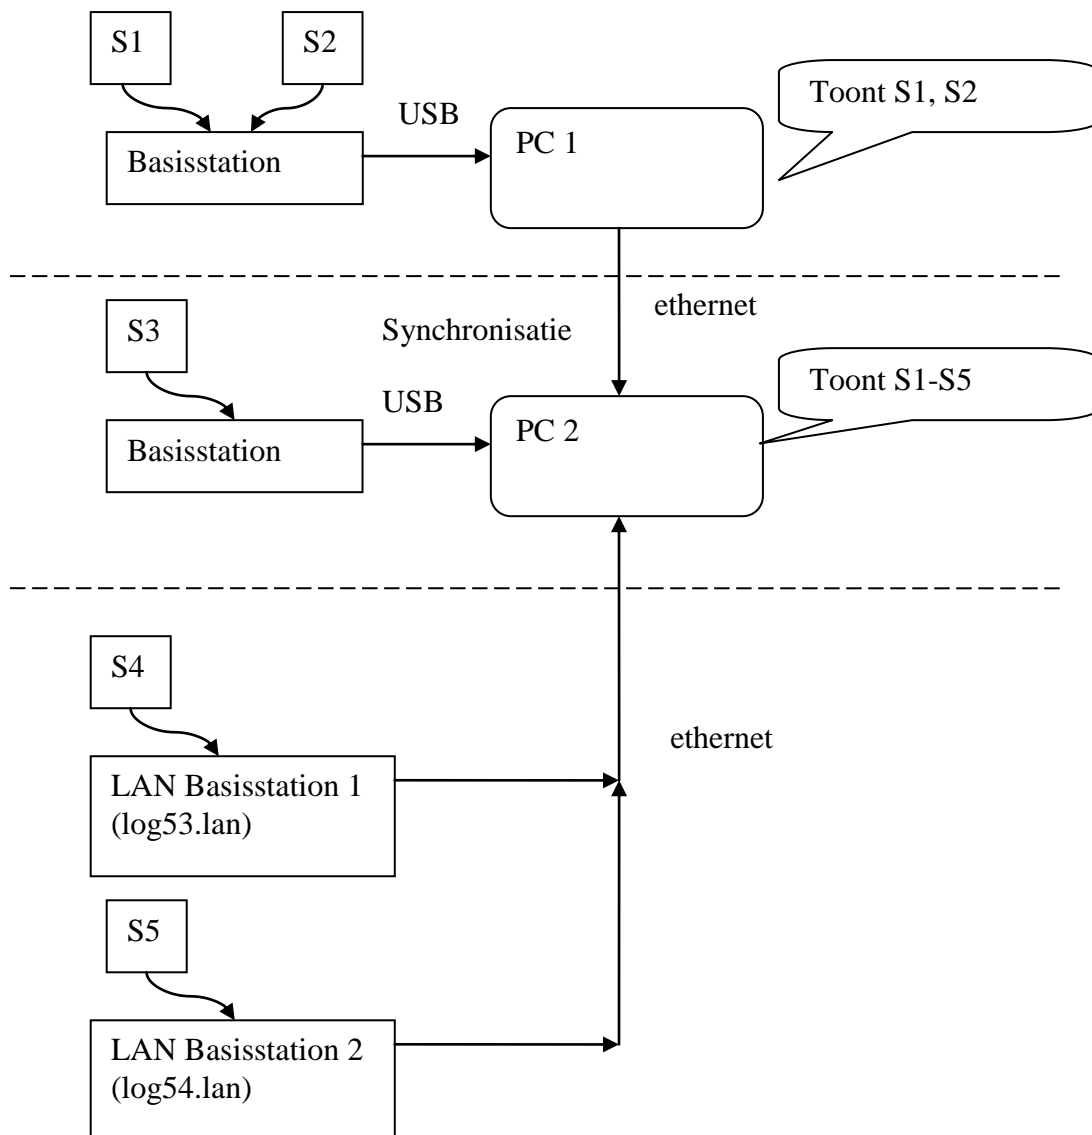 S1
S2
Toont S1, S2
USB
PC 1
Basisstation
ethernet
S3
Synchronisatie
Toont S1-S5
USB
PC 2
Basisstation
S4
ethernet
LAN Basisstation 1
(log53.lan)
S5
LAN Basisstation 2
(log54.lan)